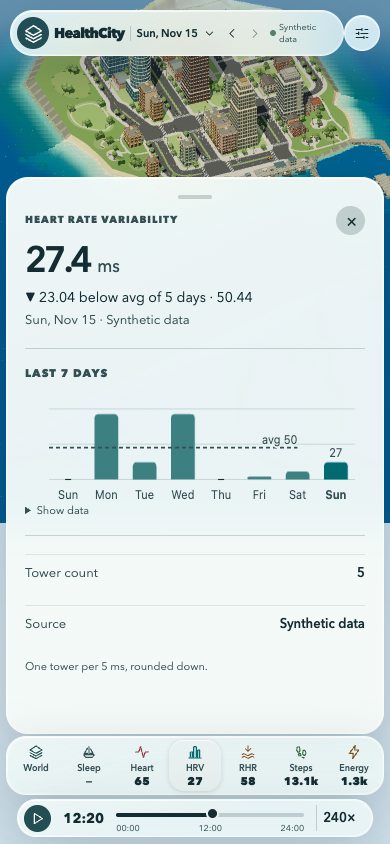 HealthCity
Sun, Nov 15
Synthetic
data
HEART RATE VARIABILITY
27.4 ms
▼ 23.04 below avg of 5 days · 50.44
Sun, Nov 15 · Synthetic data
LAST 7 DAYS
avg 50
27
Sun Mon Tue Wed Thu Fri Sat Sun
▶ Show data
Tower count 5
Source Synthetic data
One tower per 5 ms, rounded down.
World Sleep Heart HRV RHR Steps Energy
– 65 27 58 13.1k 1.3k
12:20 240×
00:00 12:00 24:00